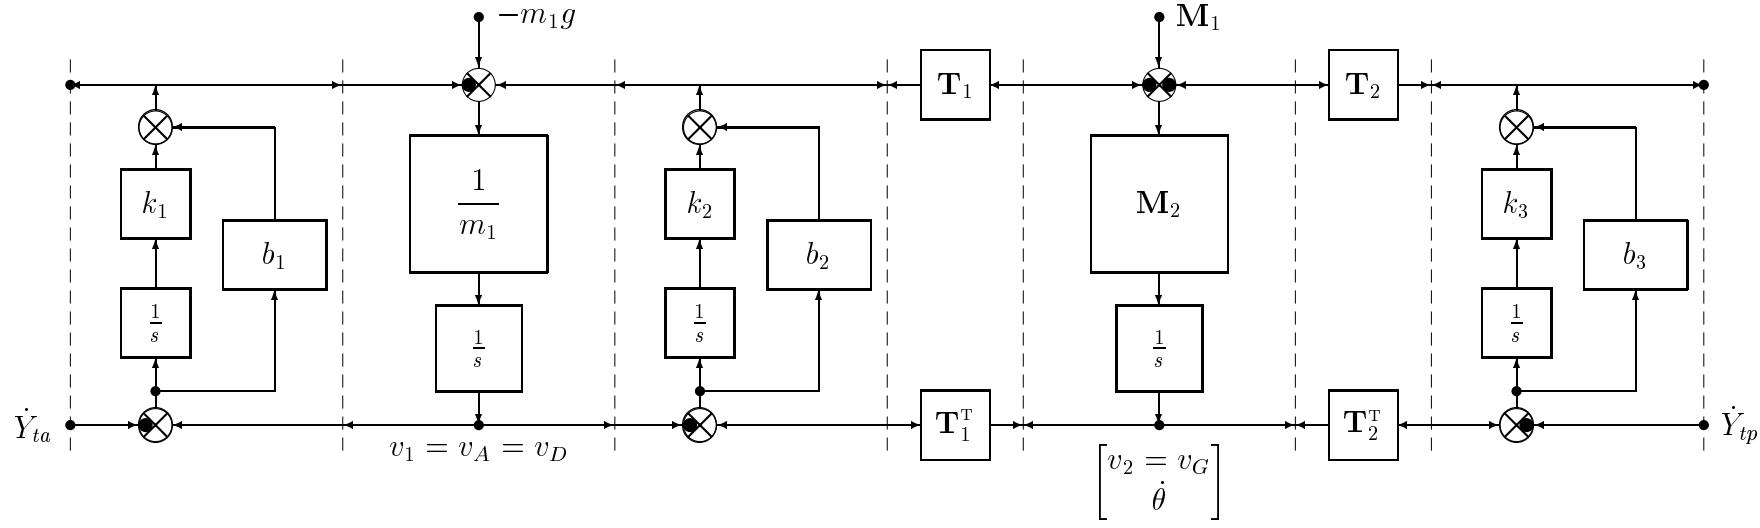 −m₁g
M₁
T₁
T₂
1/m₁
M₂
k₁
k₂
k₃
b₁
b₂
b₃
1/s
1/s
1/s
1/s
1/s
Ẏ_ta
v₁ = v_A = v_D
T₁ᵀ
T₂ᵀ
Ẏ_tp
v₂ = v_G
θ̇